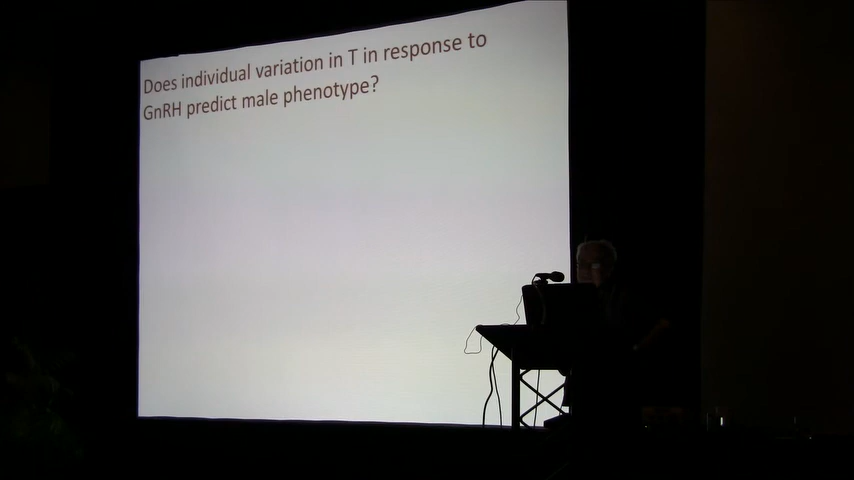 Does individual variation in T in response to
GnRH predict male phenotype?